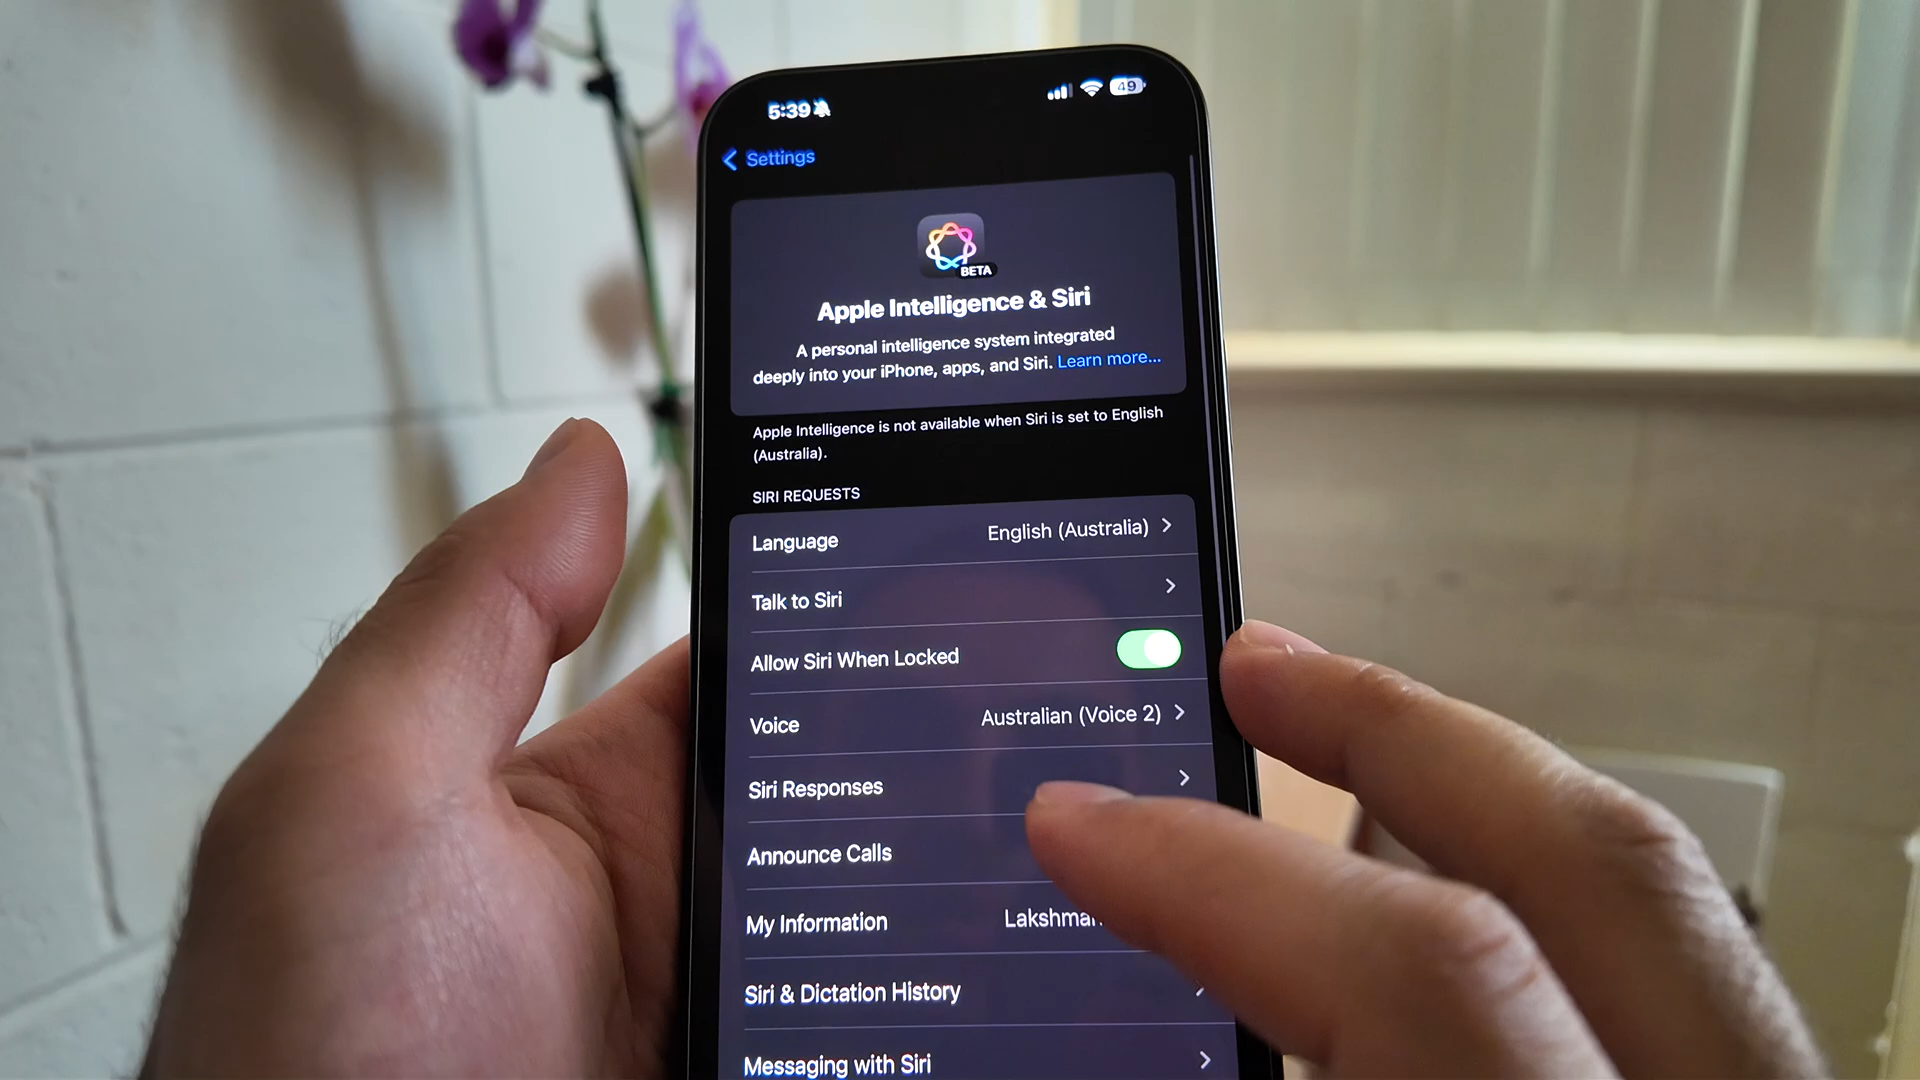 5:39
49
Settings
BETA
Apple Intelligence & Siri
A personal intelligence system integrated
deeply into your iPhone, apps, and Siri. Learn more...
Apple Intelligence is not available when Siri is set to English
(Australia).
SIRI REQUESTS
Language English (Australia)
Talk to Siri
Allow Siri When Locked
Voice Australian (Voice 2)
Siri Responses
Announce Calls
My Information
Siri & Dictation History
Messaging with Siri